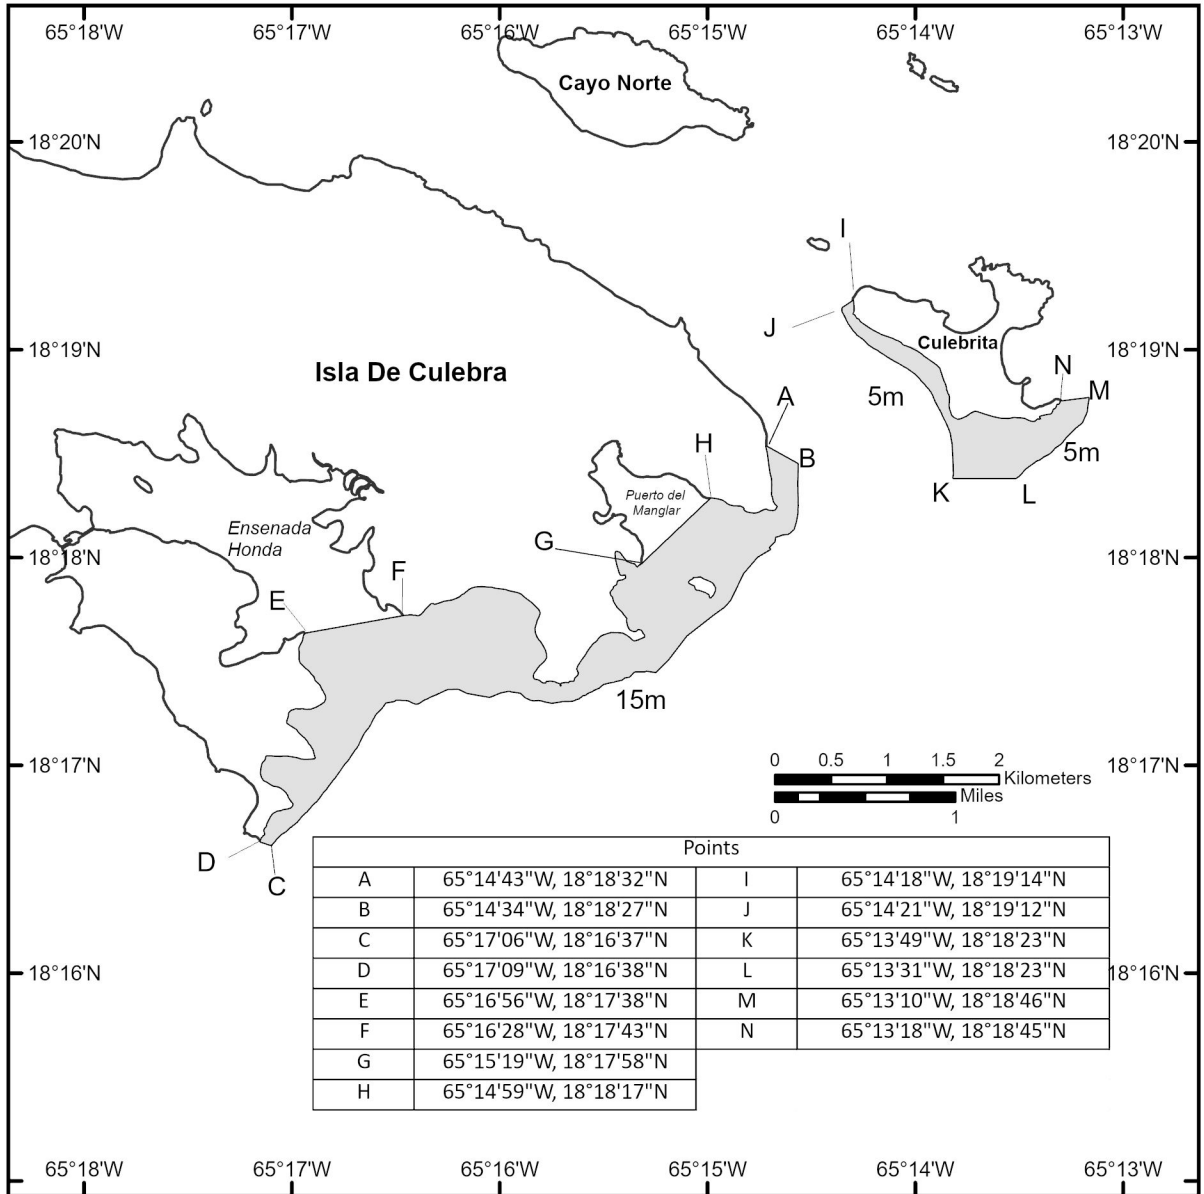 65°18'W 65°17'W 65°16'W 65°15'W 65°14'W 65°13'W
Cayo Norte
18°20'N 18°20'N
I
J
Culebrita
18°19'N 18°19'N
Isla De Culebra
N
M
A
5m
H
B
5m
K
L
Puerto del
Manglar
Ensenada
Honda
G
18°18'N 18°18'N
F
E
15m
18°17'N 18°17'N
0 0.5 1 1.5 2
Kilometers
Miles
0 1
D
C
Points
A 65°14'43"W, 18°18'32"N I 65°14'18"W, 18°19'14"N
B 65°14'34"W, 18°18'27"N J 65°14'21"W, 18°19'12"N
C 65°17'06"W, 18°16'37"N K 65°13'49"W, 18°18'23"N
D 65°17'09"W, 18°16'38"N L 65°13'31"W, 18°18'23"N
18°16'N 18°16'N
E 65°16'56"W, 18°17'38"N M 65°13'10"W, 18°18'46"N
F 65°16'28"W, 18°17'43"N N 65°13'18"W, 18°18'45"N
G 65°15'19"W, 18°17'58"N
H 65°14'59"W, 18°18'17"N
65°18'W 65°17'W 65°16'W 65°15'W 65°14'W 65°13'W